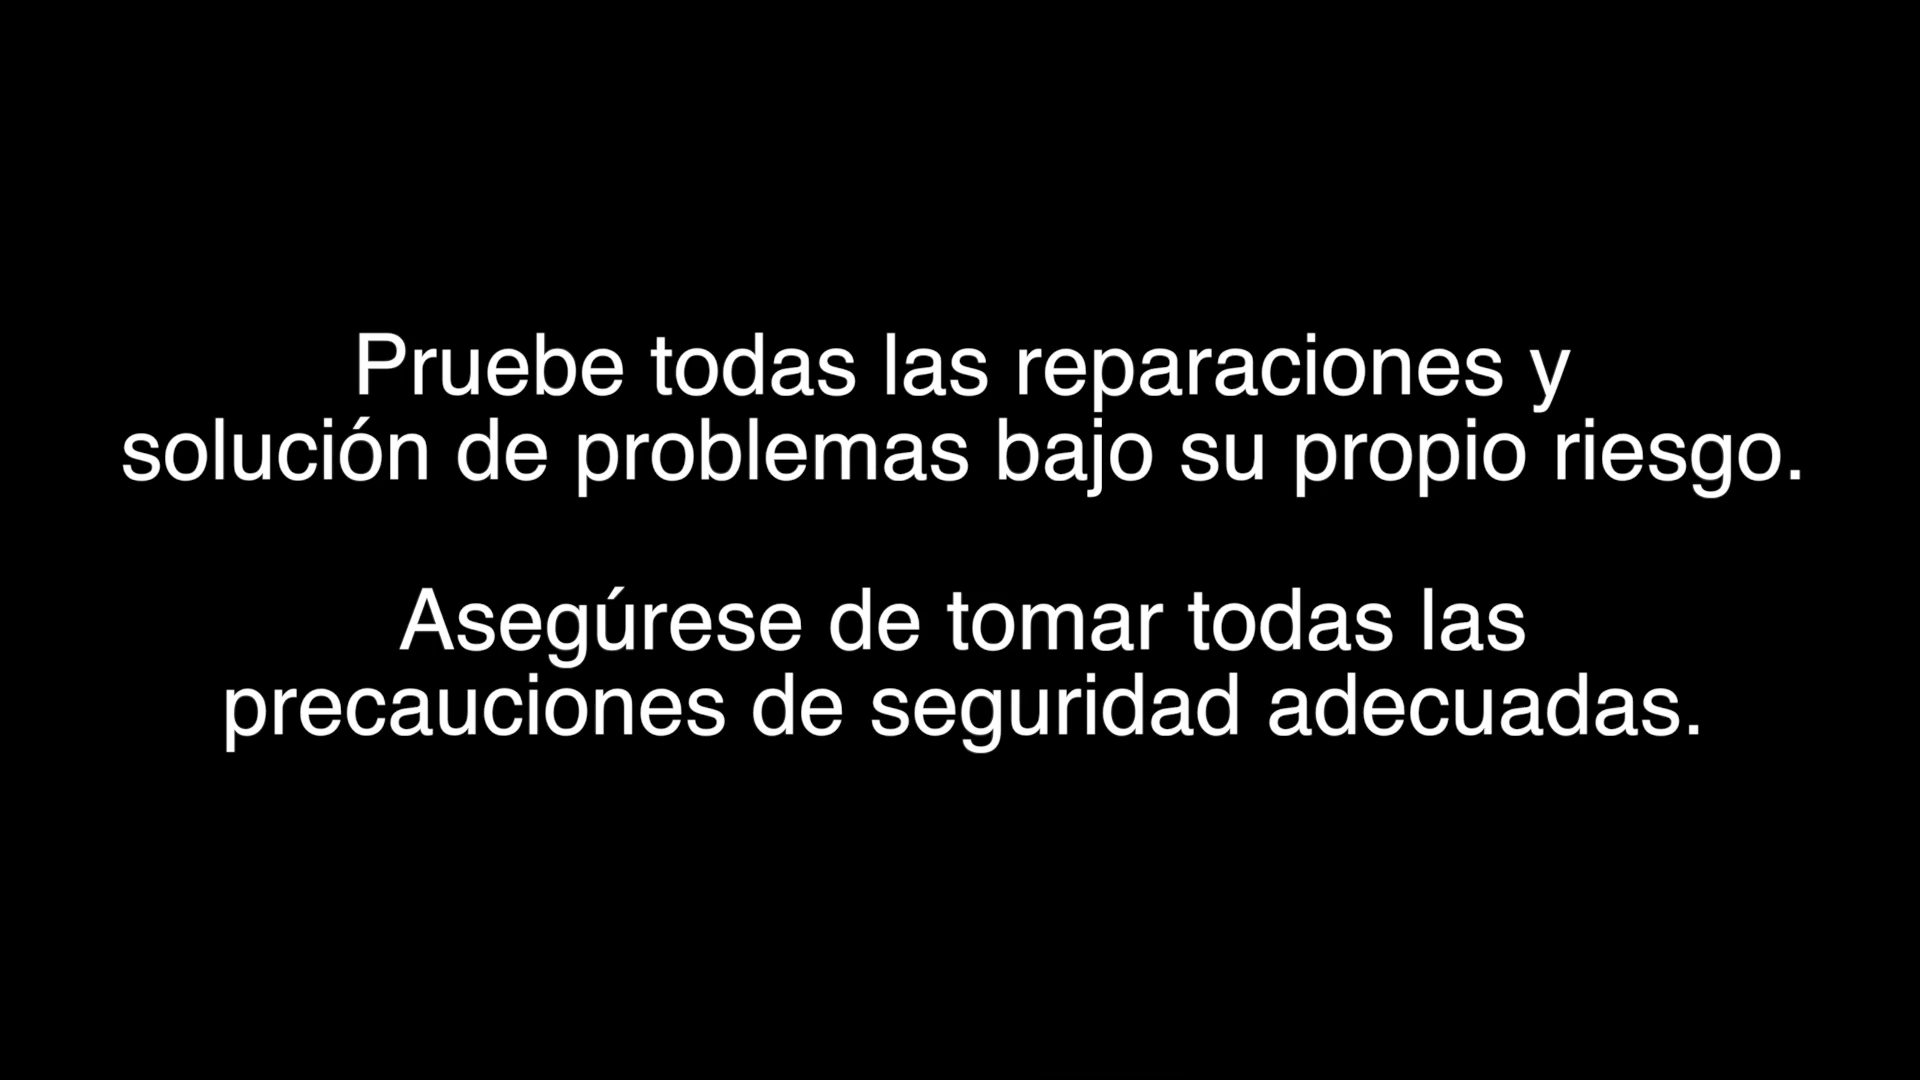 Pruebe todas las reparaciones y
solución de problemas bajo su propio riesgo.
Asegúrese de tomar todas las
precauciones de seguridad adecuadas.